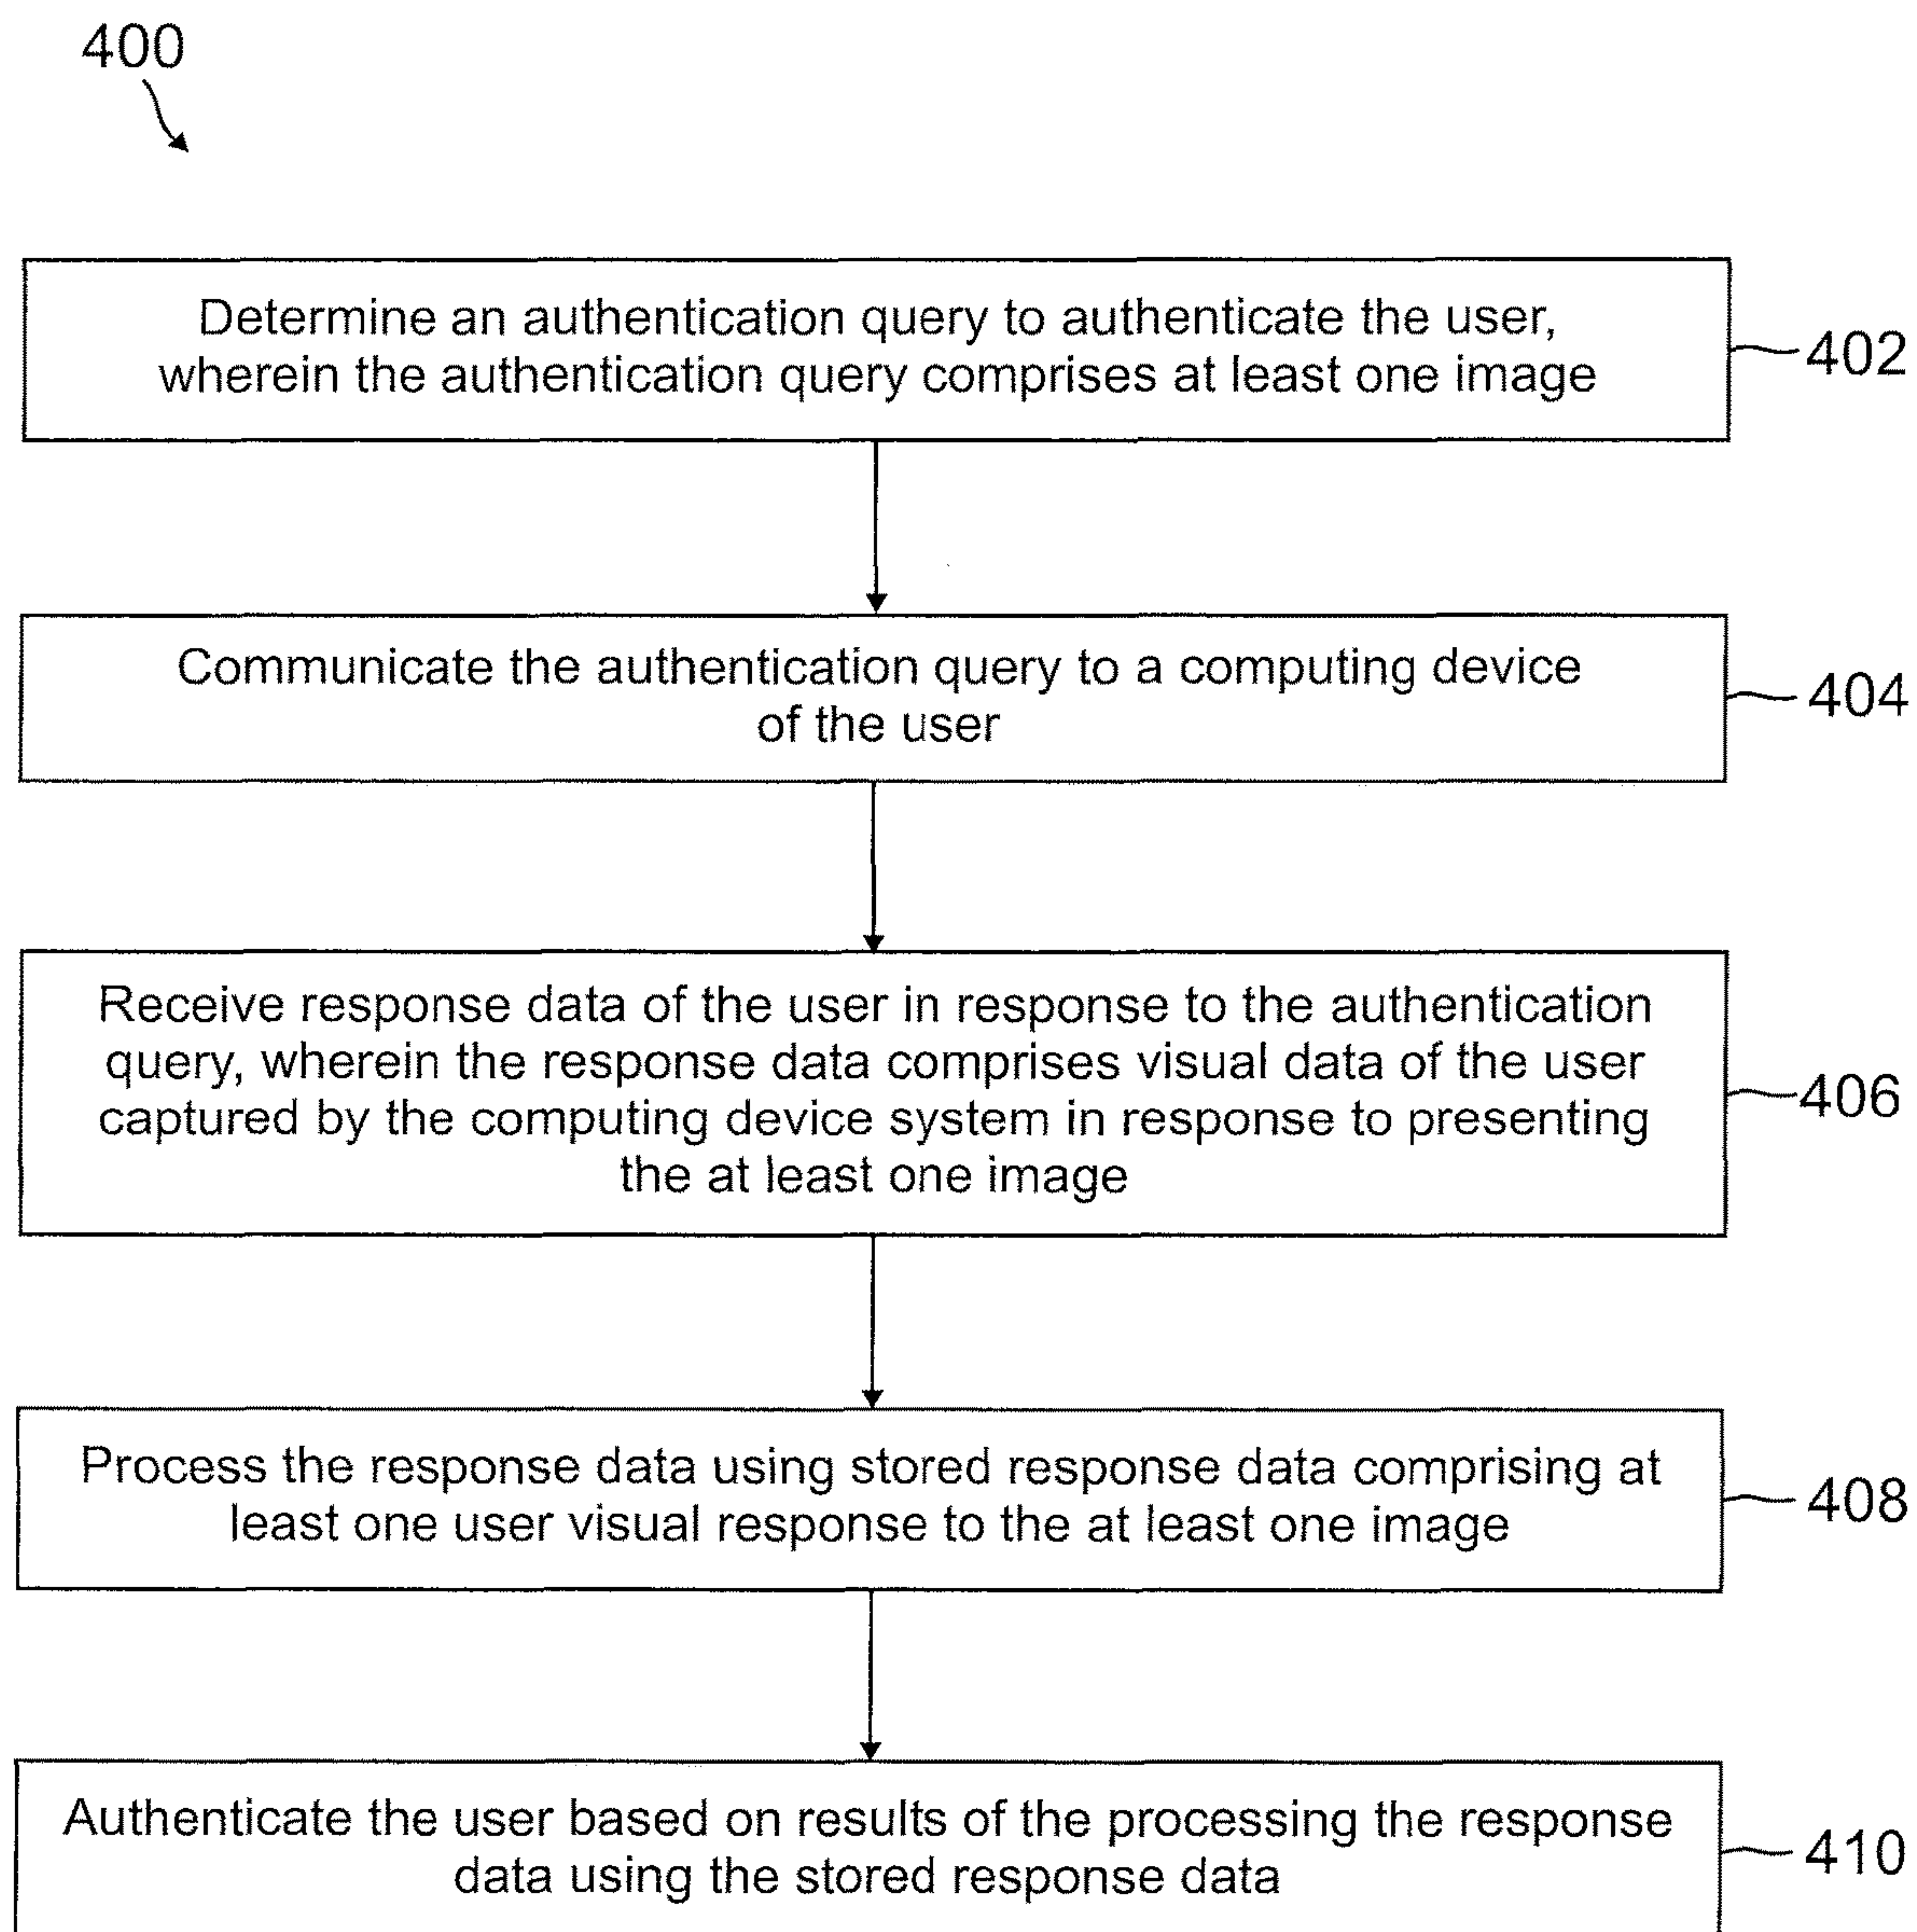 400
Determine an authentication query to authenticate the user,
wherein the authentication query comprises at least one image
402
Communicate the authentication query to a computing device
of the user
404
Receive response data of the user in response to the authentication
query, wherein the response data comprises visual data of the user
captured by the computing device system in response to presenting
the at least one image
406
Process the response data using stored response data comprising at
least one user visual response to the at least one image
408
Authenticate the user based on results of the processing the response
data using the stored response data
410